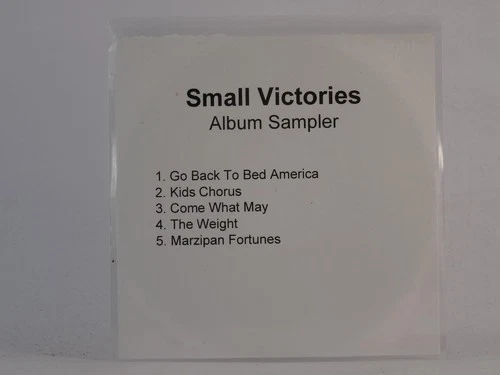 Small Victories
Album Sampler
1. Go Back To Bed America
2. Kids Chorus
3. Come What May
4. The Weight
5. Marzipan Fortunes